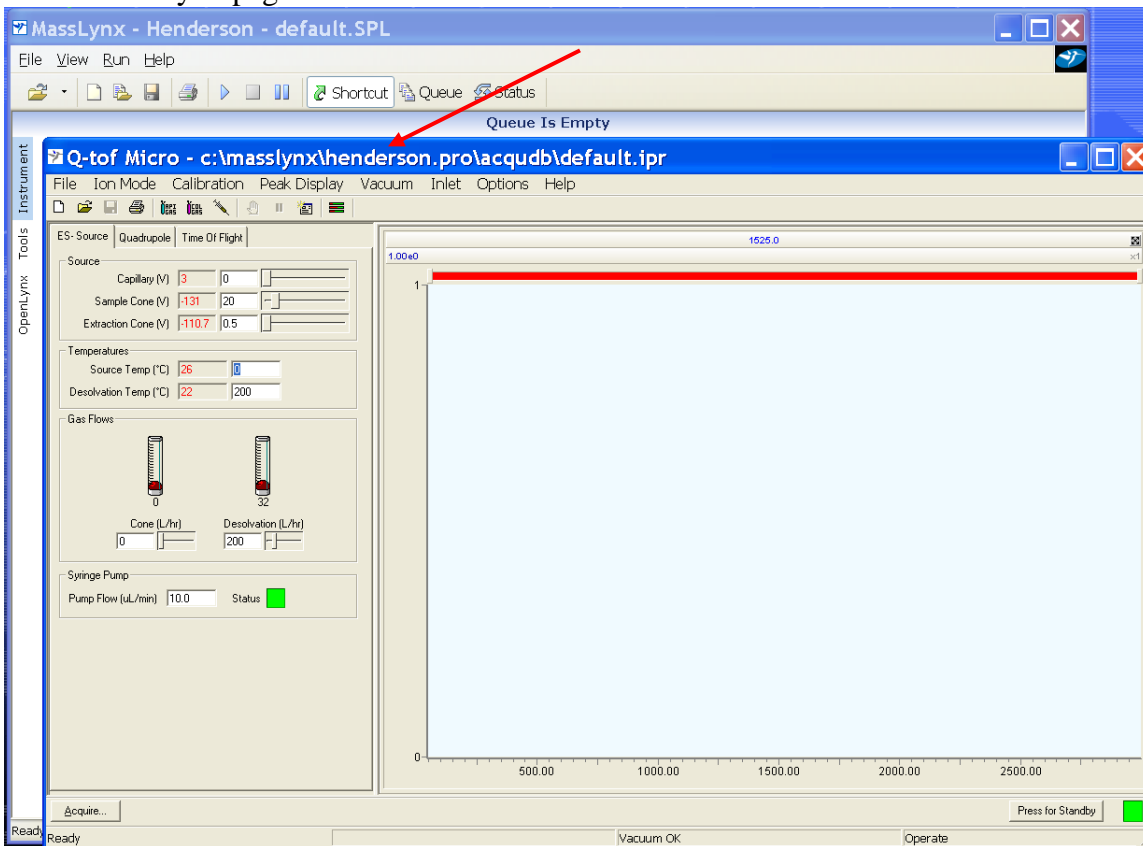 MassLynx - Henderson - default.SPL
File View Run Help
Shortcut Queue Status
Queue Is Empty
Instrument
Tools
OpenLynx
Q-tof Micro - c:\masslynx\henderson.pro\acqudb\default.ipr
File Ion Mode Calibration Peak Display Vacuum Inlet Options Help
ES- Source Quadrupole Time Of Flight
Source
Capillary (V) 3 0
Sample Cone (V) -131 20
Extraction Cone (V) -110.7 0.5
Temperatures
Source Temp (°C) 26 0
Desolvation Temp (°C) 22 200
Gas Flows
0 32
Cone (L/hr) Desolvation (L/hr)
0 200
Syringe Pump
Pump Flow (uL/min) 10.0 Status
1525.0
1.00e0 x1
1
0
500.00 1000.00 1500.00 2000.00 2500.00
Acquire... Press for Standby
Ready Vacuum OK Operate